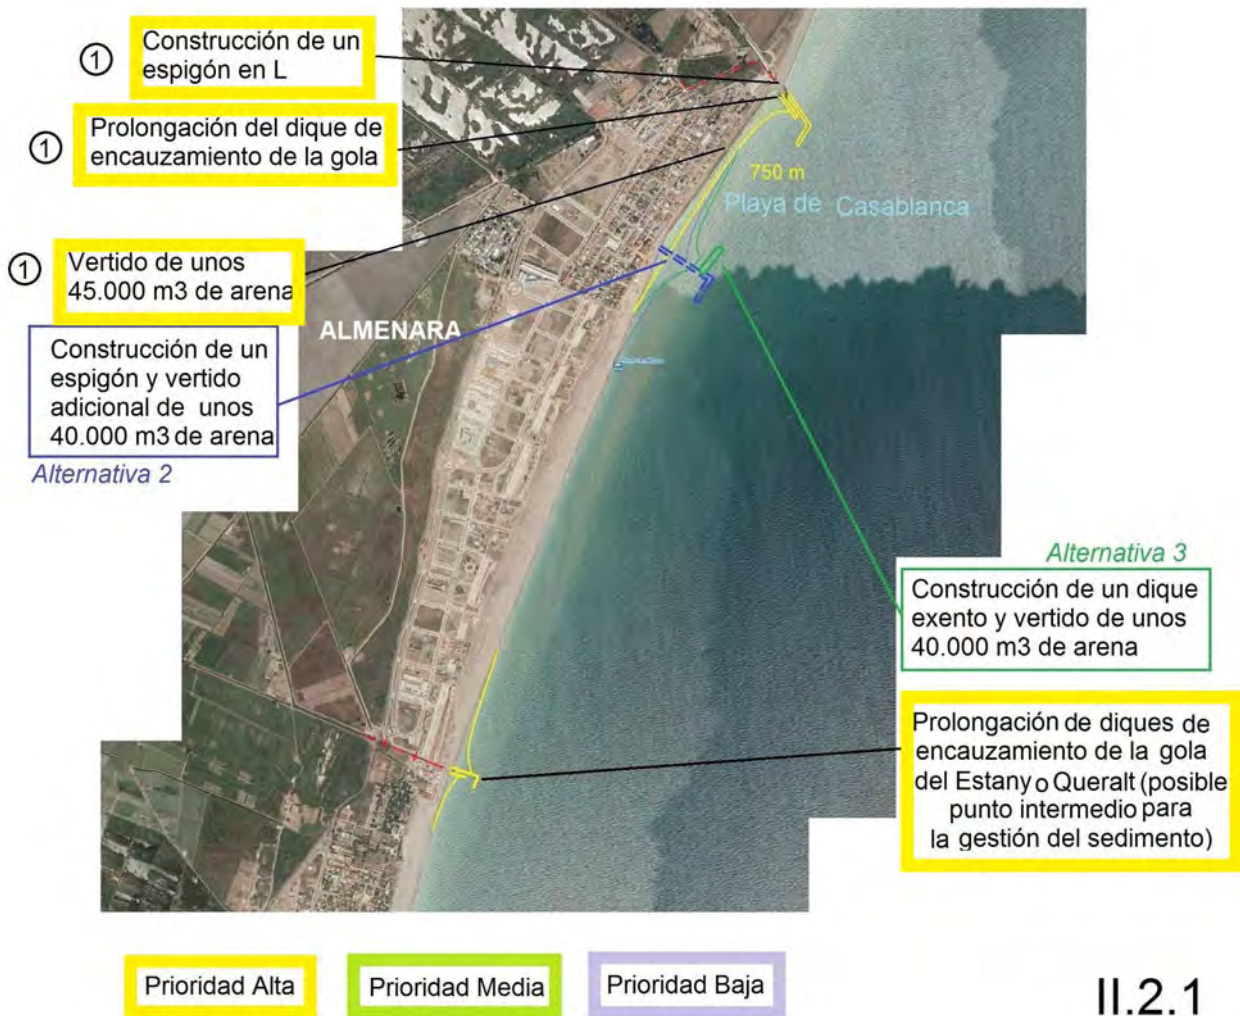 1
Construcción de un
espigón en L
1
Prolongación del dique de
encauzamiento de la gola
1
Vertido de unos
45.000 m3 de arena
750 m
Playa de Casablanca
ALMENARA
Construcción de un
espigón y vertido
adicional de unos
40.000 m3 de arena
Alternativa 2
Alternativa 3
Construcción de un dique
exento y vertido de unos
40.000 m3 de arena
Prolongación de diques de
encauzamiento de la gola
del Estany o Queralt (posible
punto intermedio para
la gestión del sedimento)
Prioridad Alta
Prioridad Media
Prioridad Baja
II.2.1